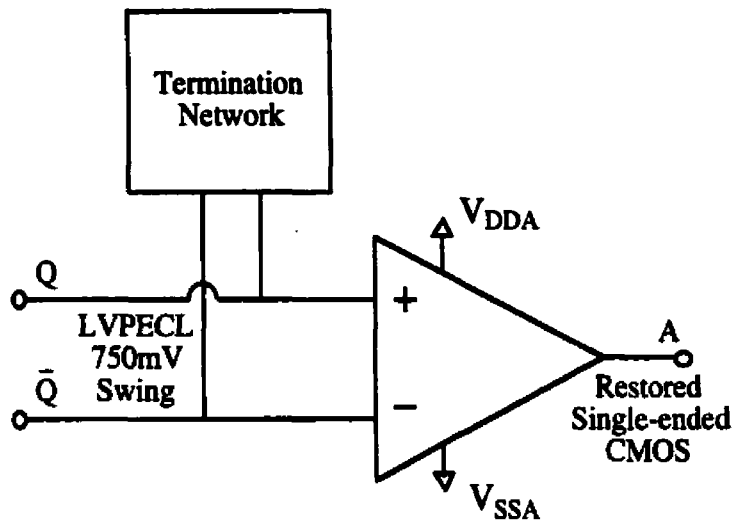 Termination
Network
V_DDA
Q
+
LVPECL
750mV
Swing
Q̄
−
A
Restored
Single-ended
CMOS
V_SSA